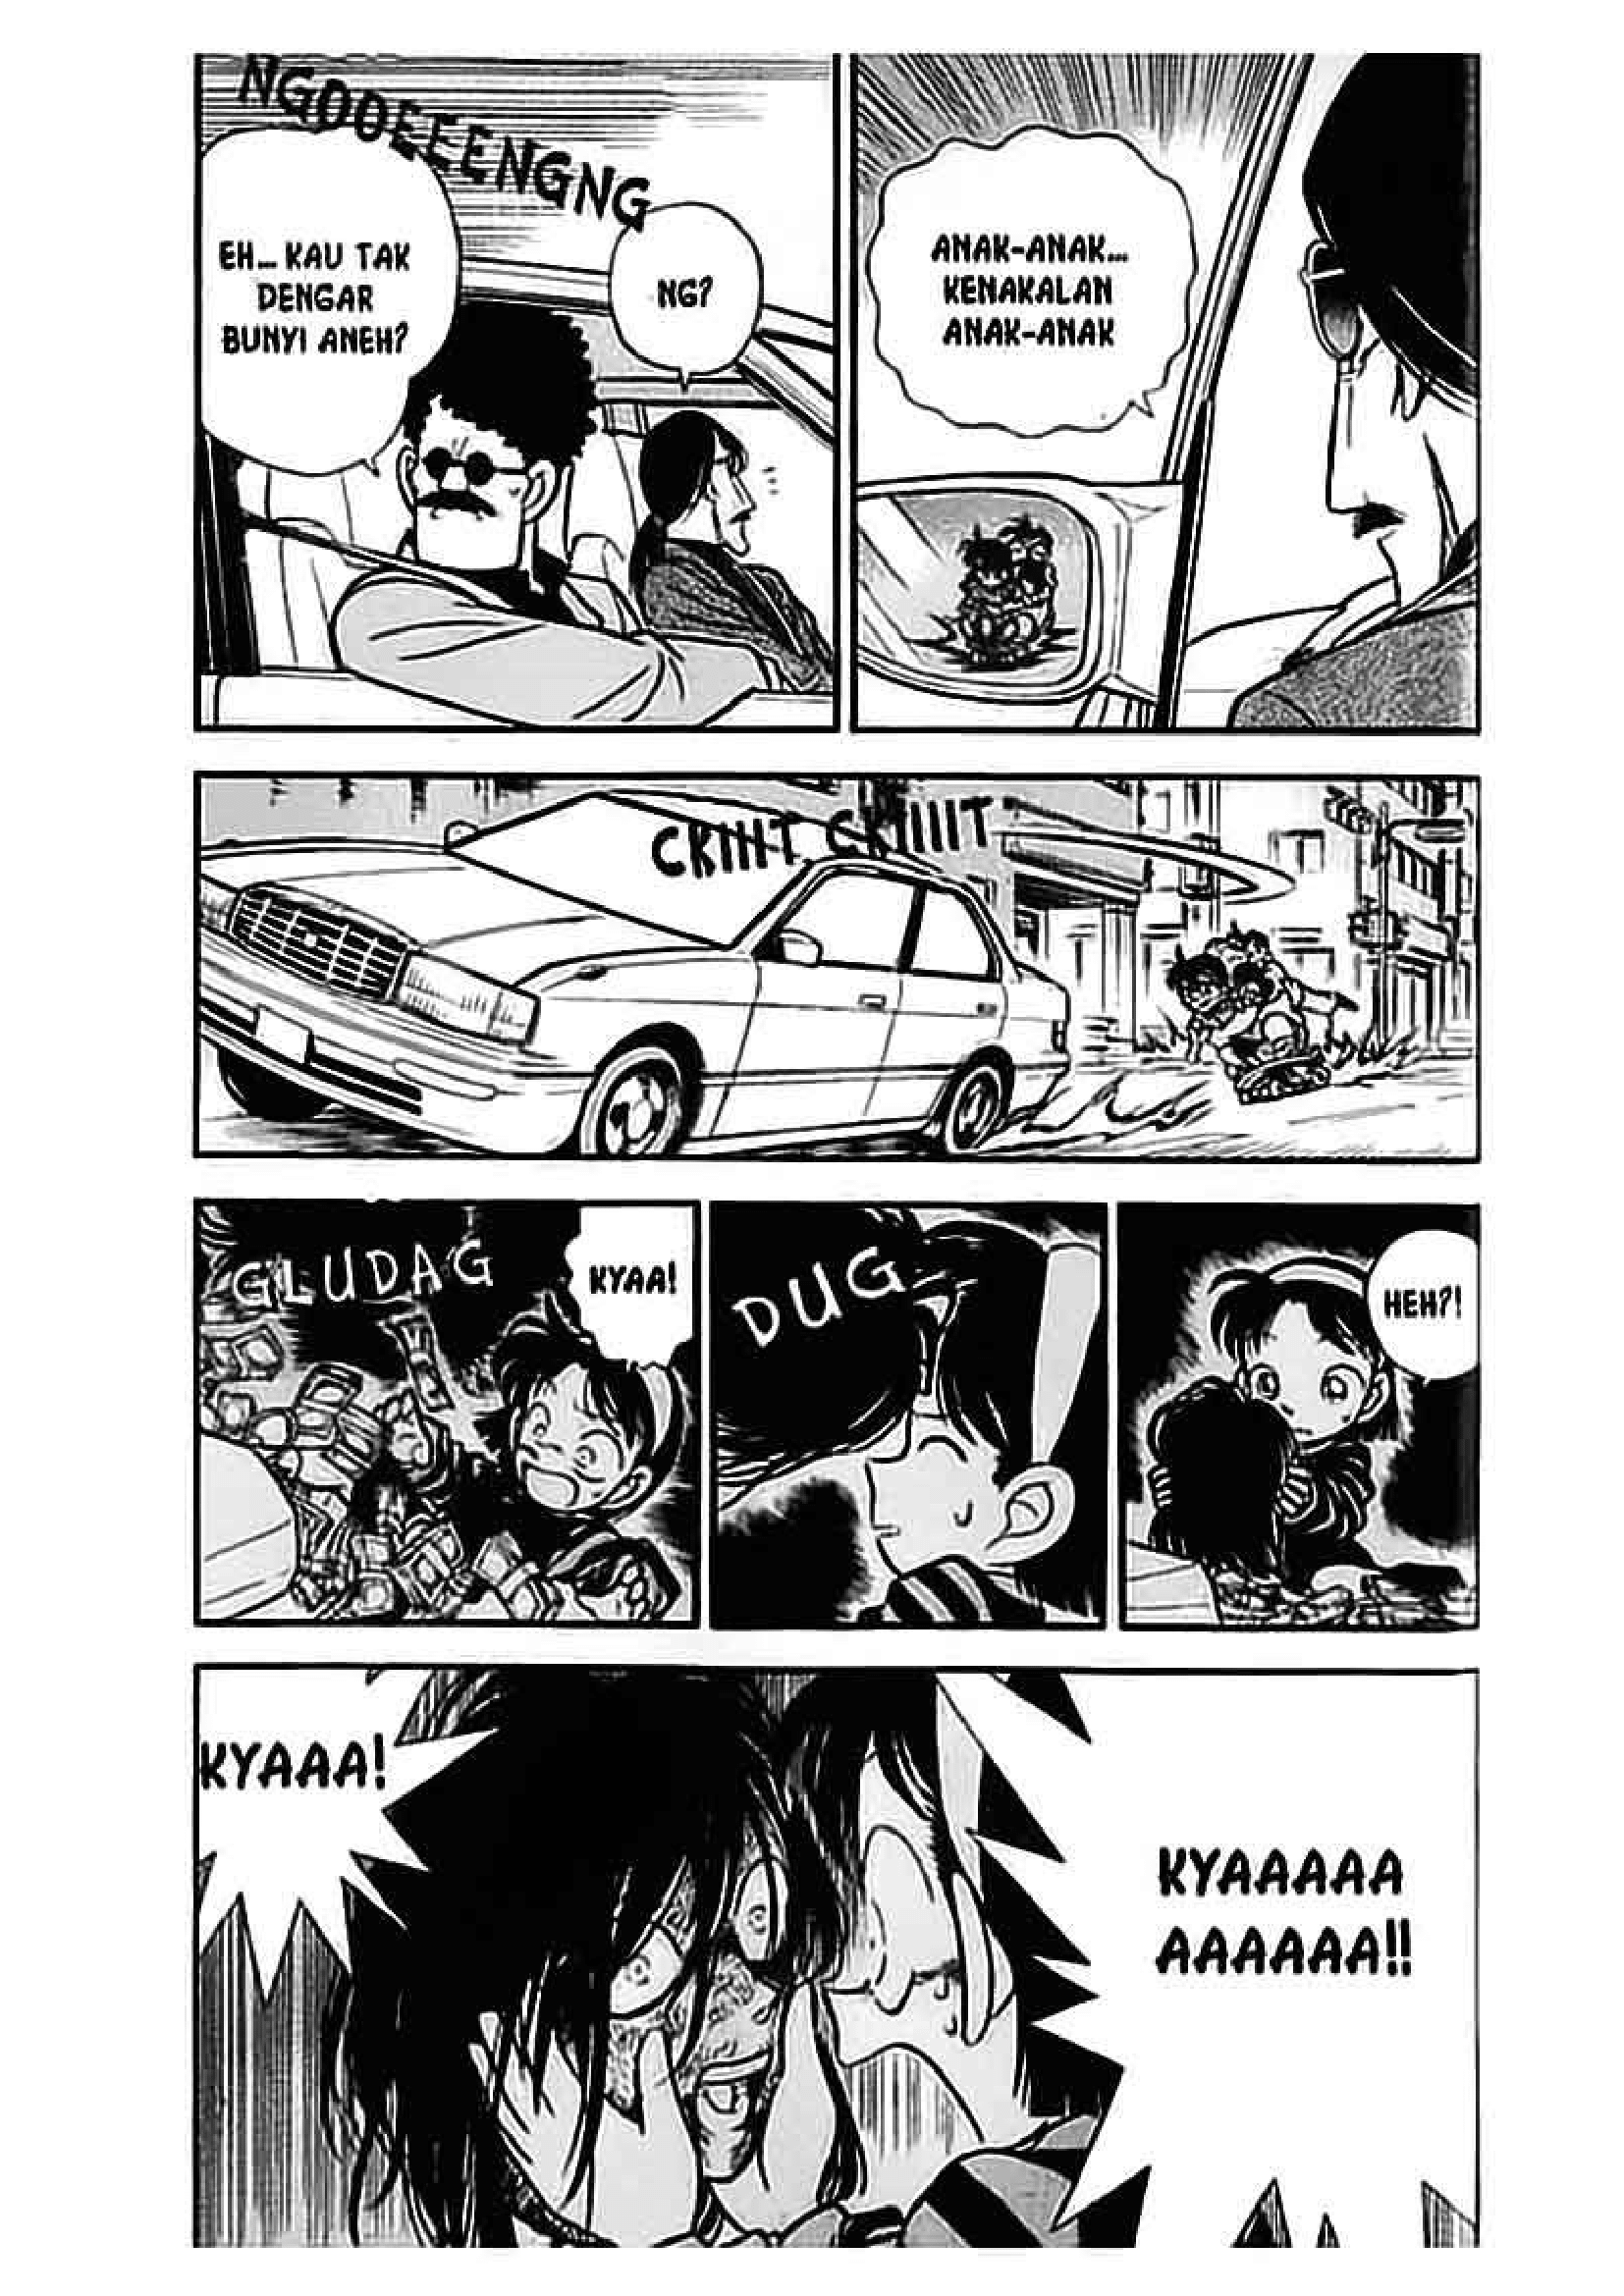 NGOOEEENGNG
EH... KAU TAK
DENGAR
BUNYI ANEH?
NG?
ANAK-ANAK...
KENAKALAN
ANAK-ANAK
CKIIIT CKIIIIT
GLUDAG
KYAA!
DUG
HEH?!
KYAAA!
KYAAAAA
AAAAAA!!